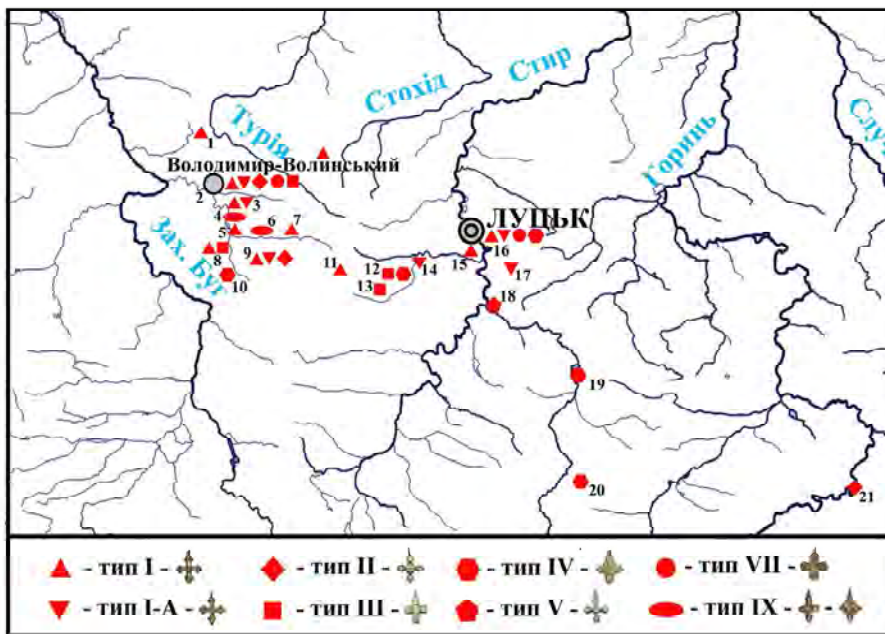 Стохід
Стир
Турія
Горинь
Слу
Володимир-Волинський
ЛУЦЬК
Зах. Буг
1
2
3
4
5
6
7
8
9
10
11
12
13
14
15
16
17
18
19
20
21
- тип I - - тип II - - тип IV - - тип VII -
- тип I-A - - тип III - - тип V - - тип IX - -